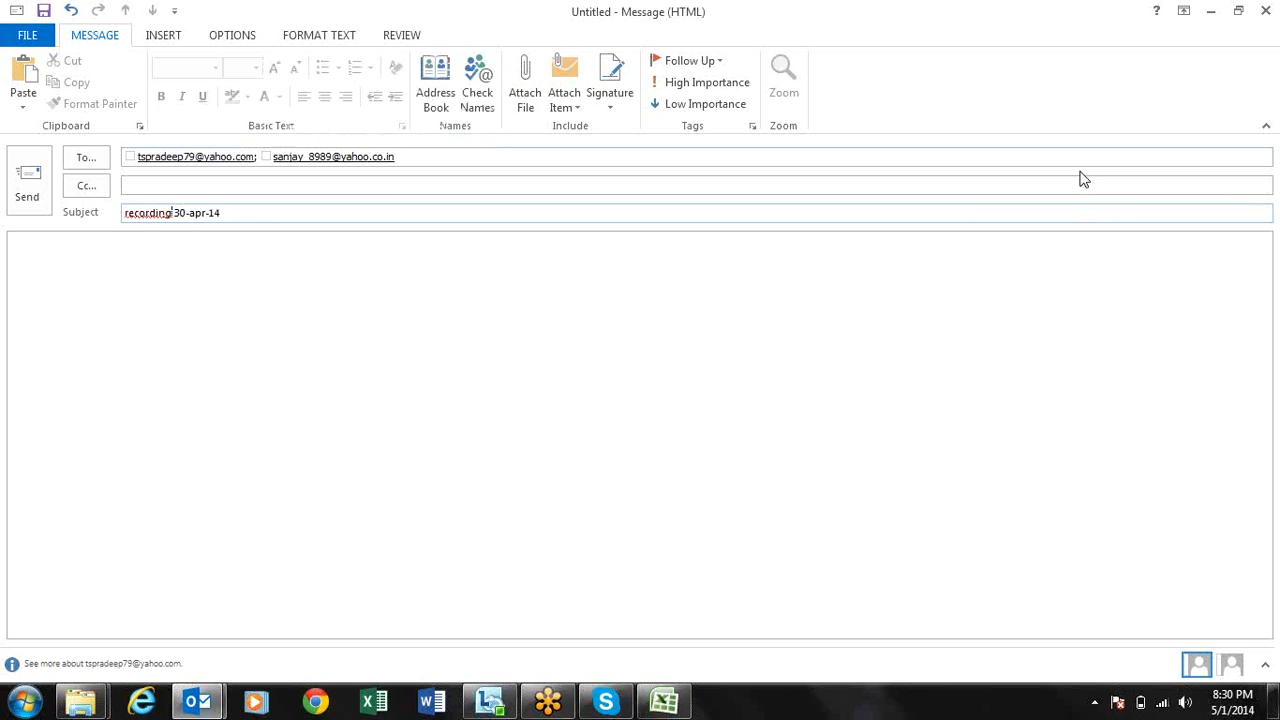 Untitled - Message (HTML)
?
FILE MESSAGE INSERT OPTIONS FORMAT TEXT REVIEW
Paste
Cut
Copy
Format Painter
Clipboard
B I U A
Basic Text
Address Book
Check Names
Names
Attach File
Attach Item
Signature
Include
Follow Up
High Importance
Low Importance
Tags
Zoom
Zoom
Send
To... tspradeep79@yahoo.com; sanjay_8989@yahoo.co.in
Cc...
Subject recording 30-apr-14
See more about tspradeep79@yahoo.com.
8:30 PM
5/1/2014